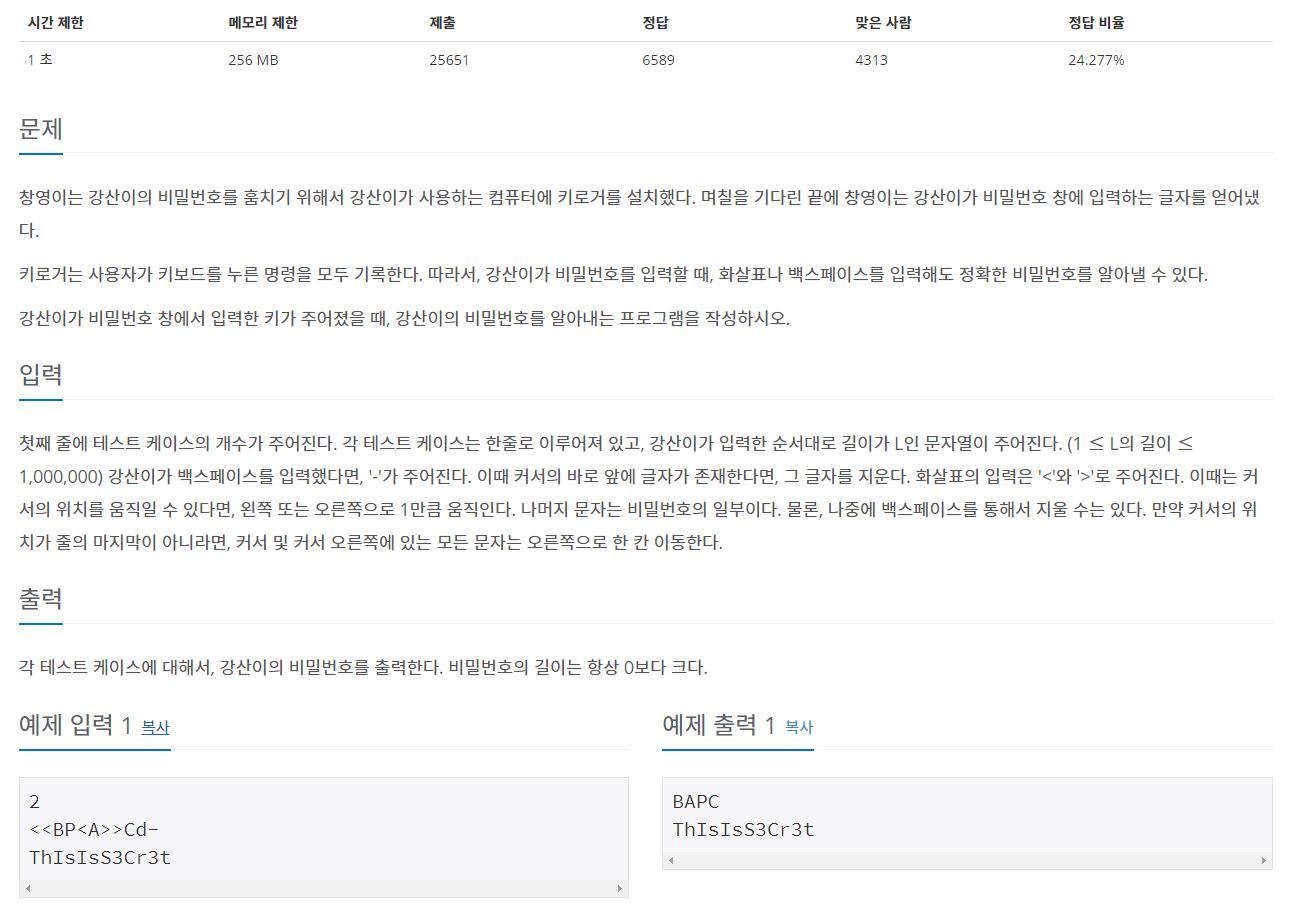 시간 제한 메모리 제한 제출 정답 맞은 사람 정답 비율
1 초 256 MB 25651 6589 4313 24.277%
문제
창영이는 강산이의 비밀번호를 훔치기 위해서 강산이가 사용하는 컴퓨터에 키로거를 설치했다. 며칠을 기다린 끝에 창영이는 강산이가 비밀번호 창에 입력하는 글자를 얻어냈
다.
키로거는 사용자가 키보드를 누른 명령을 모두 기록한다. 따라서, 강산이가 비밀번호를 입력할 때, 화살표나 백스페이스를 입력해도 정확한 비밀번호를 알아낼 수 있다.
강산이가 비밀번호 창에서 입력한 키가 주어졌을 때, 강산이의 비밀번호를 알아내는 프로그램을 작성하시오.
입력
첫째 줄에 테스트 케이스의 개수가 주어진다. 각 테스트 케이스는 한줄로 이루어져 있고, 강산이가 입력한 순서대로 길이가 L인 문자열이 주어진다. (1 ≤ L의 길이 ≤
1,000,000) 강산이가 백스페이스를 입력했다면, '-'가 주어진다. 이때 커서의 바로 앞에 글자가 존재한다면, 그 글자를 지운다. 화살표의 입력은 '<'와 '>'로 주어진다. 이때는 커
서의 위치를 움직일 수 있다면, 왼쪽 또는 오른쪽으로 1만큼 움직인다. 나머지 문자는 비밀번호의 일부이다. 물론, 나중에 백스페이스를 통해서 지울 수는 있다. 만약 커서의 위
치가 줄의 마지막이 아니라면, 커서 및 커서 오른쪽에 있는 모든 문자는 오른쪽으로 한 칸 이동한다.
출력
각 테스트 케이스에 대해서, 강산이의 비밀번호를 출력한다. 비밀번호의 길이는 항상 0보다 크다.
예제 입력 1 복사
2
<<BP<A>>Cd-
ThIsIsS3Cr3t
예제 출력 1 복사
BAPC
ThIsIsS3Cr3t